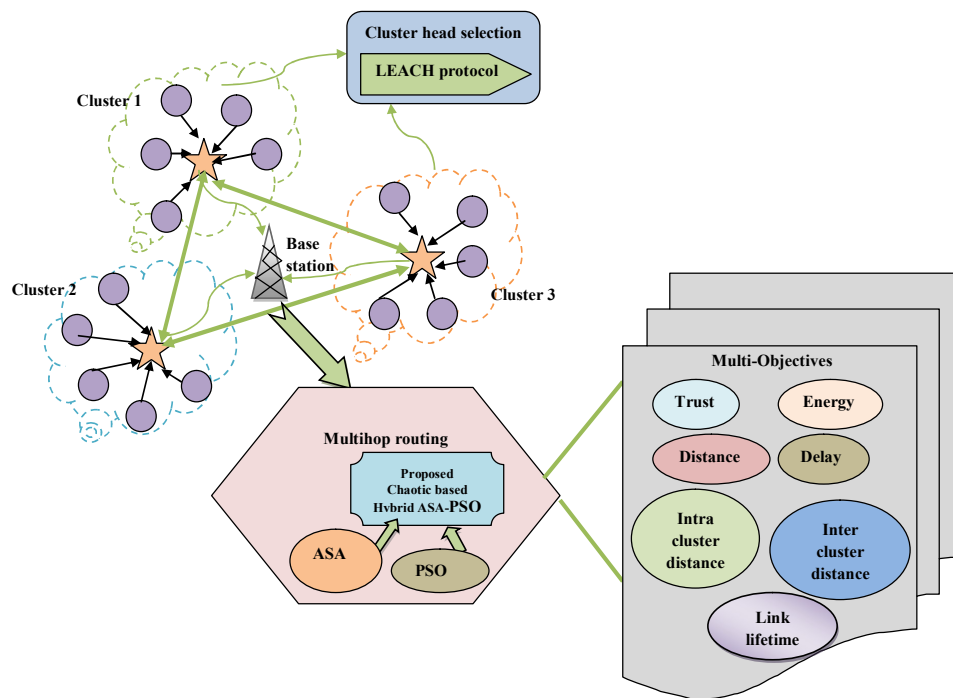 Cluster head selection
LEACH protocol
Cluster 1
Base
station
Cluster 2
Cluster 3
Multi-Objectives
Trust
Energy
Distance
Delay
Intra
cluster
distance
Inter
cluster
distance
Link
lifetime
Multihop routing
Proposed
Chaotic based
Hybrid ASA-PSO
ASA
PSO